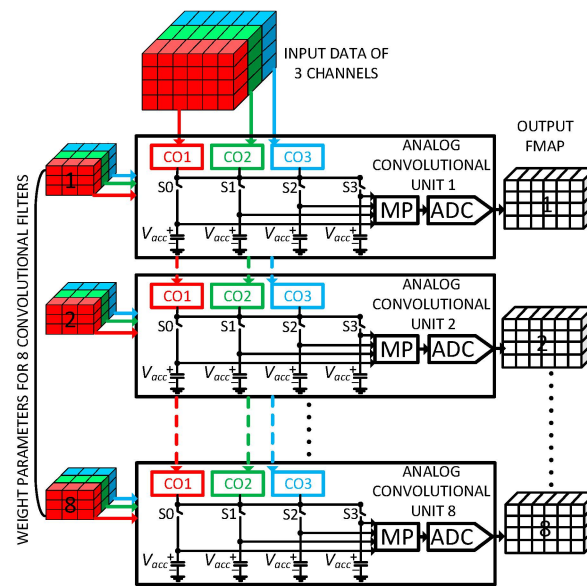 INPUT DATA OF
3 CHANNELS
WEIGHT PARAMETERS FOR 8 CONVOLUTIONAL FILTERS
OUTPUT
FMAP
1
CO1 CO2 CO3
ANALOG
CONVOLUTIONAL
UNIT 1
S0 S1 S2 S3
MP ADC
1
Vacc + Vacc + Vacc + Vacc +
2
CO1 CO2 CO3
ANALOG
CONVOLUTIONAL
UNIT 2
S0 S1 S2 S3
MP ADC
2
Vacc + Vacc + Vacc + Vacc +
8
CO1 CO2 CO3
ANALOG
CONVOLUTIONAL
UNIT 8
S0 S1 S2 S3
MP ADC
8
Vacc + Vacc + Vacc + Vacc +